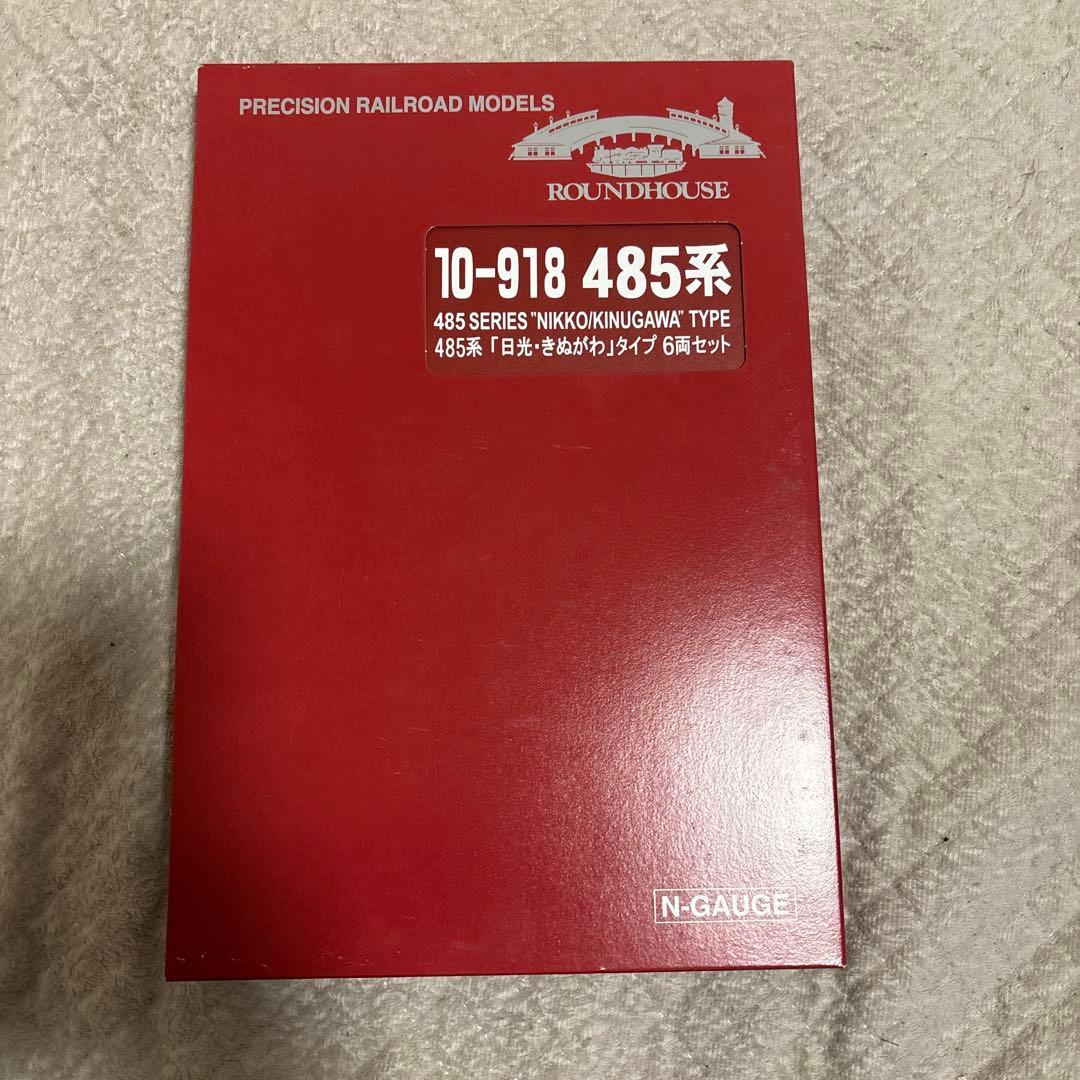 PRECISION RAILROAD MODELS
ROUNDHOUSE
10-918 485系
485 SERIES "NIKKO/KINUGAWA" TYPE
485系「日光・きぬがわ」タイプ 6両セット
N-GAUGE